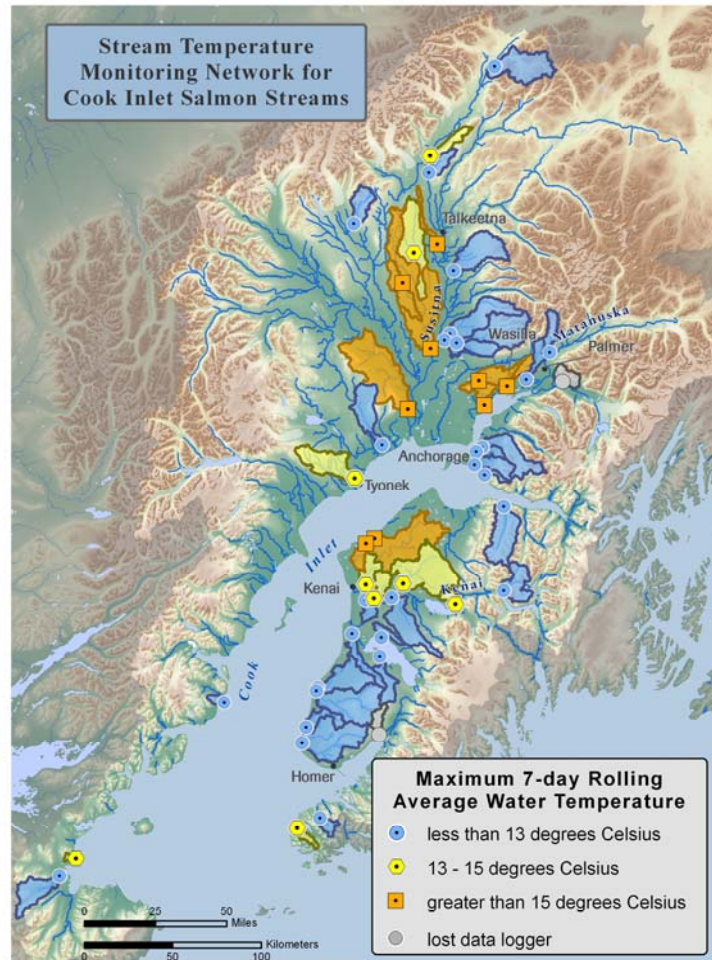 Stream Temperature
Monitoring Network for
Cook Inlet Salmon Streams
Talkeetna
Susitna
Wasilla
Matanuska
Palmer
Anchorage
Tyonek
Inlet
Kenai
Kenai
Cook
Homer
Maximum 7-day Rolling
Average Water Temperature
less than 13 degrees Celsius
13 - 15 degrees Celsius
greater than 15 degrees Celsius
lost data logger
0 25 50
Miles
Kilometers
0 50 100